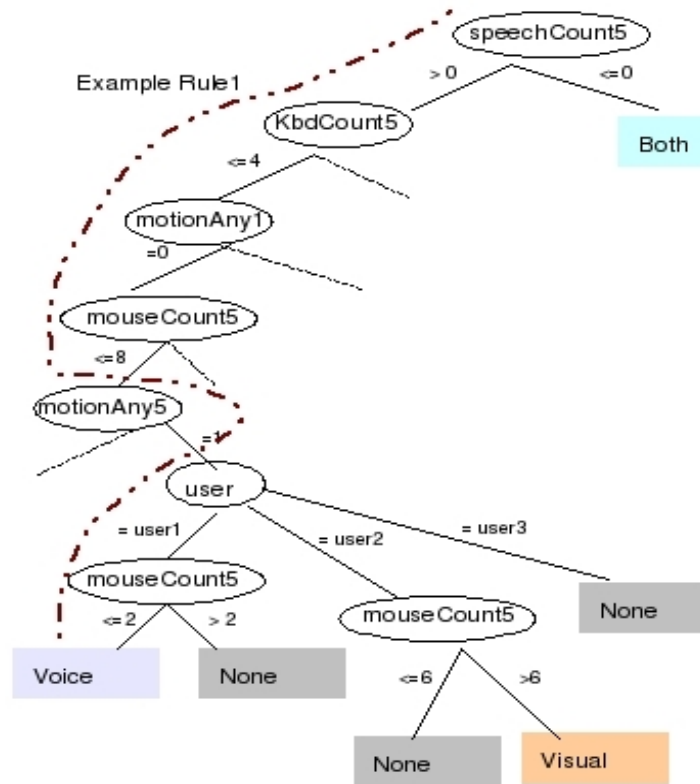 speechCount5
> 0
<=0
Example Rule1
KbdCount5
Both
<=4
motionAny1
=0
mouseCount5
<=8
motionAny5
=1
user
= user1
= user2
= user3
mouseCount5
mouseCount5
None
<=2
> 2
Voice
None
<=6
>6
None
Visual